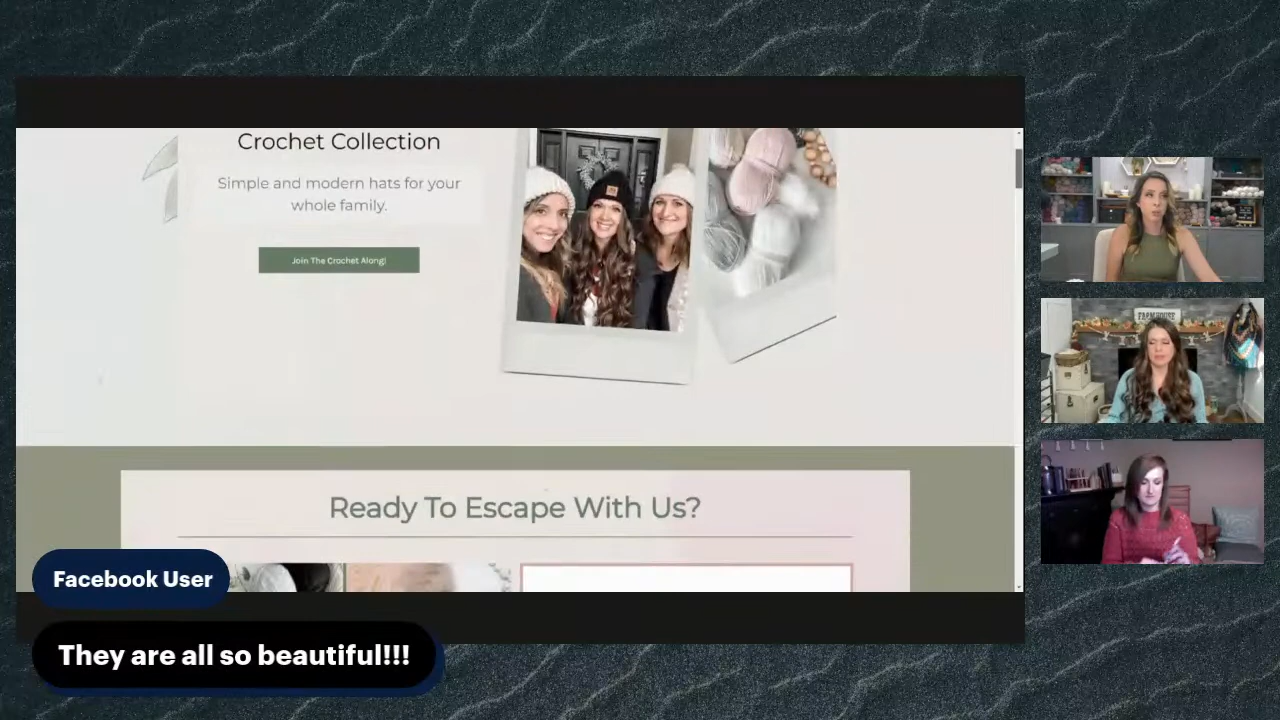 Crochet Collection
Simple and modern hats for your
whole family.
Join The Crochet Along!
Ready To Escape With Us?
FARMHOUSE
Facebook User
They are all so beautiful!!!